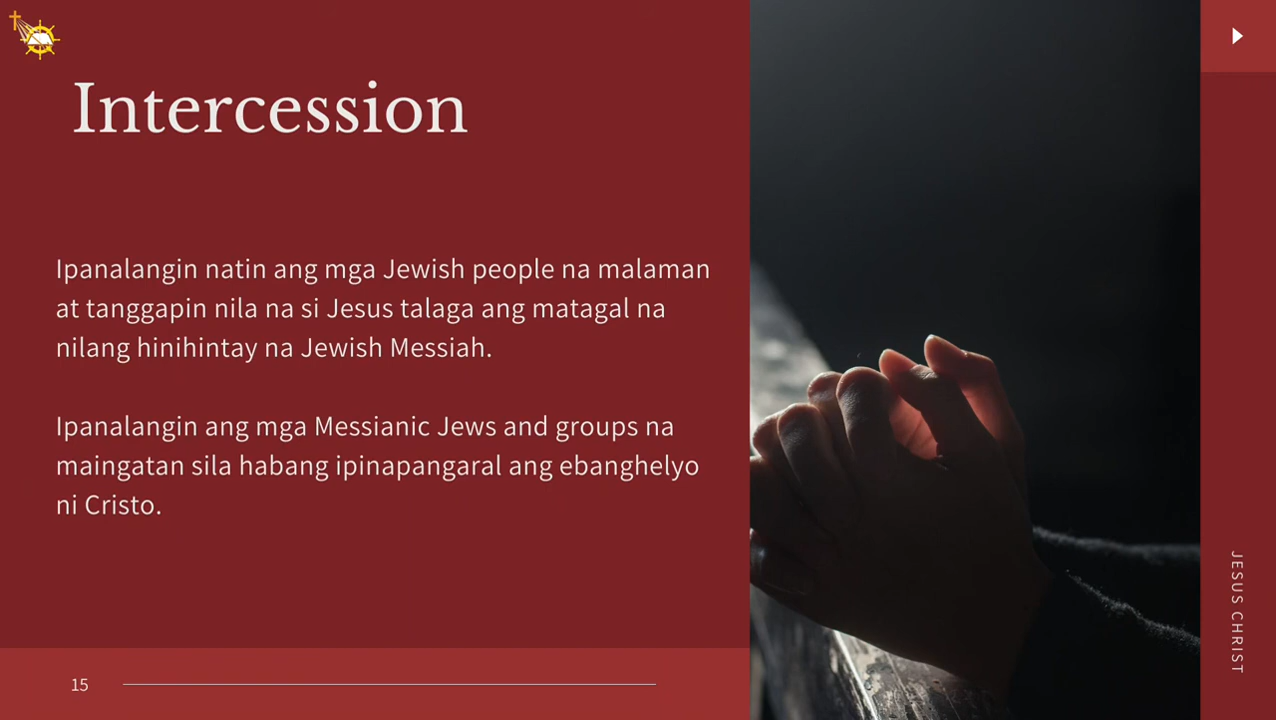 Intercession
Ipanalangin natin ang mga Jewish people na malaman
at tanggapin nila na si Jesus talaga ang matagal na
nilang hinihintay na Jewish Messiah.
Ipanalangin ang mga Messianic Jews and groups na
maingatan sila habang ipinapangaral ang ebanghelyo
ni Cristo.
15
JESUS CHRIST